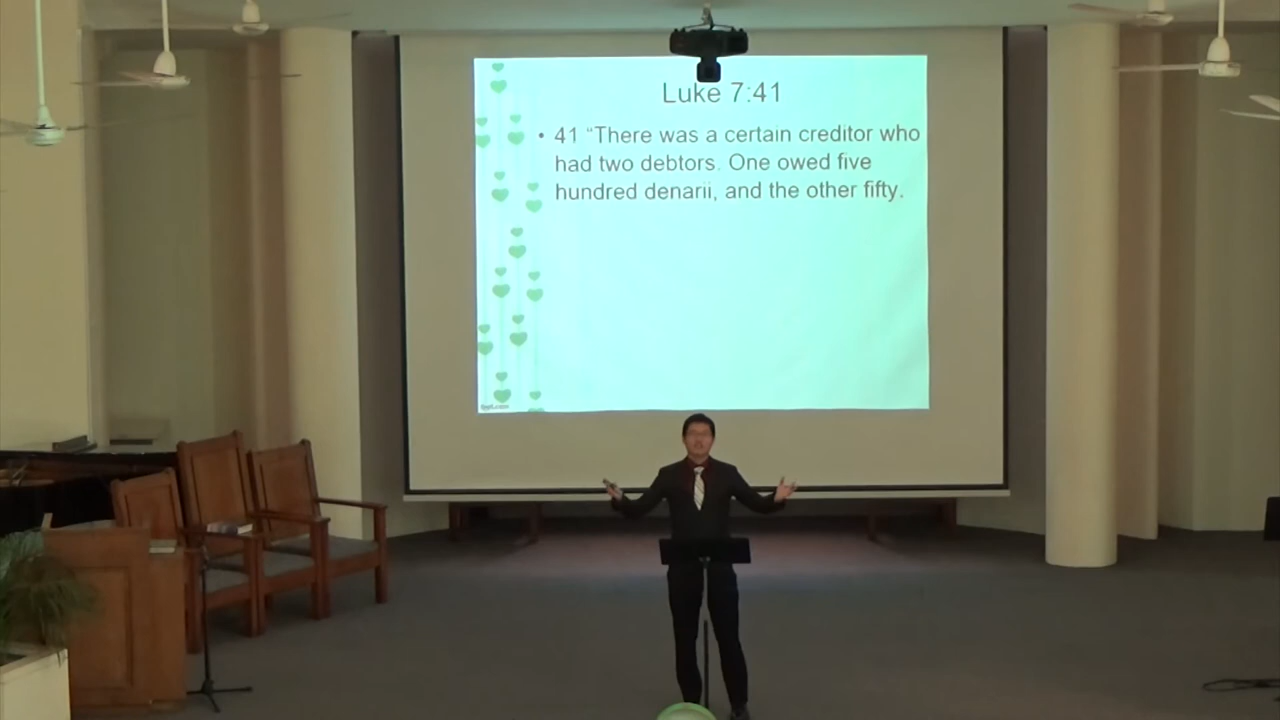 Luke 7:41
• 41 “There was a certain creditor who
had two debtors. One owed five
hundred denarii, and the other fifty.